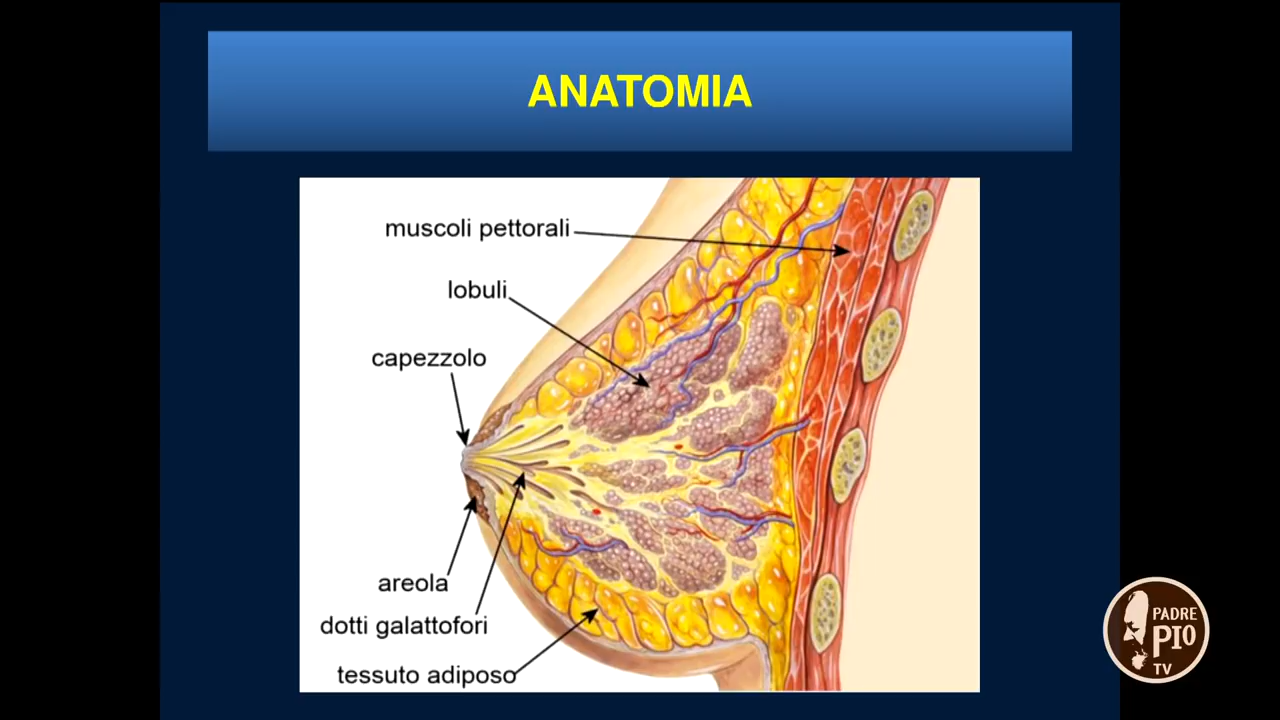 ANATOMIA
muscoli pettorali
lobuli
capezzolo
areola
dotti galattofori
tessuto adiposo
PADRE
PIO
TV